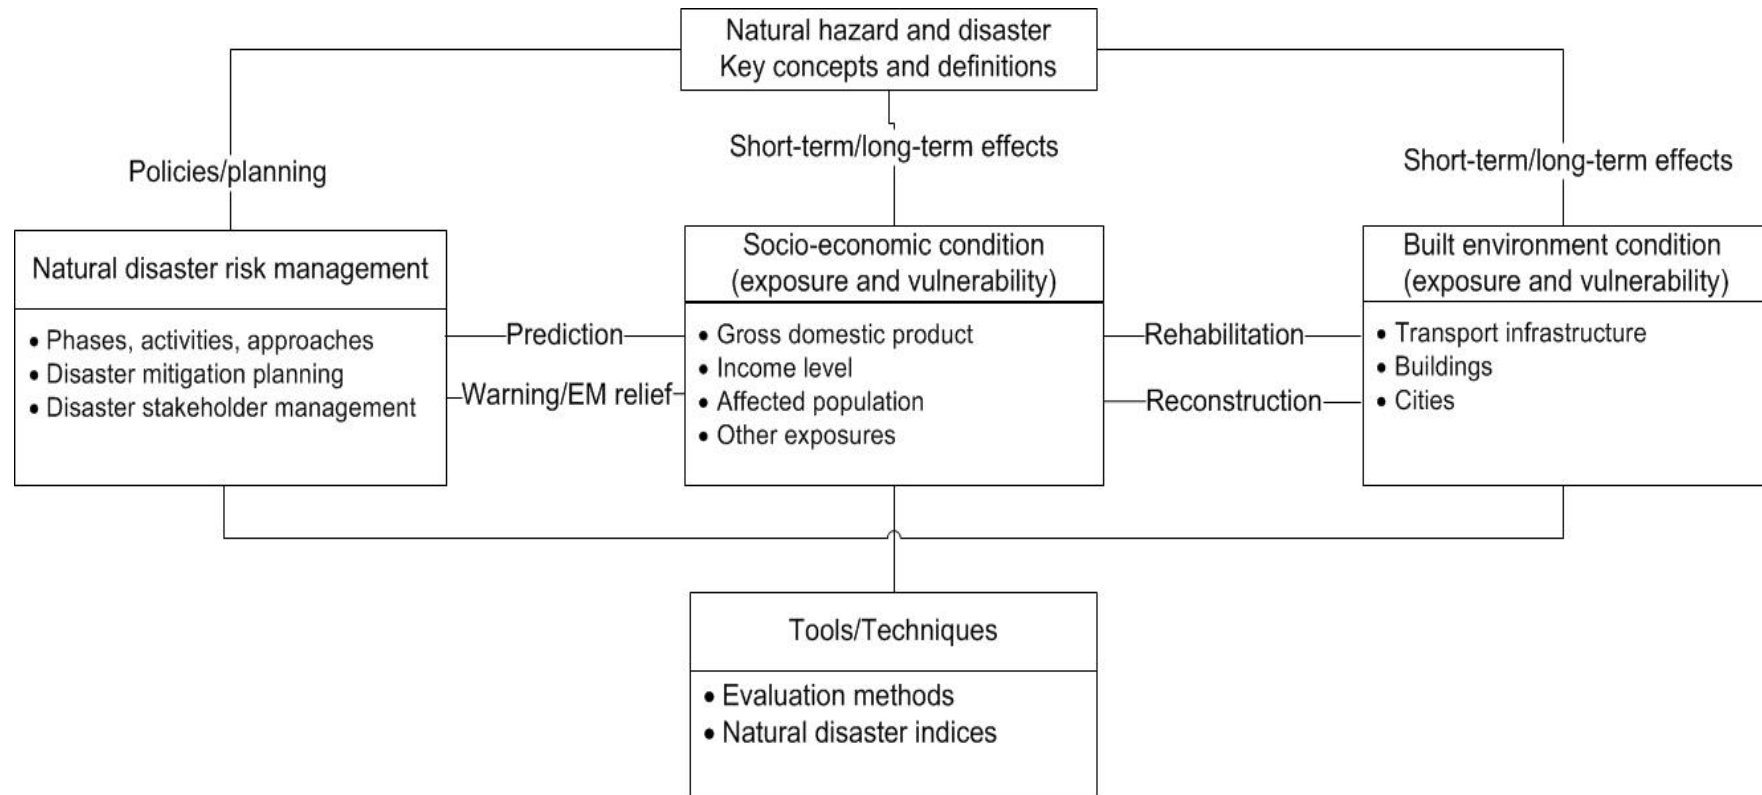 Natural hazard and disaster
Key concepts and definitions
Policies/planning
Short-term/long-term effects
Short-term/long-term effects
Natural disaster risk management
• Phases, activities, approaches
• Disaster mitigation planning
• Disaster stakeholder management
Prediction
Warning/EM relief
Socio-economic condition
(exposure and vulnerability)
• Gross domestic product
• Income level
• Affected population
• Other exposures
Rehabilitation
Reconstruction
Built environment condition
(exposure and vulnerability)
• Transport infrastructure
• Buildings
• Cities
Tools/Techniques
• Evaluation methods
• Natural disaster indices